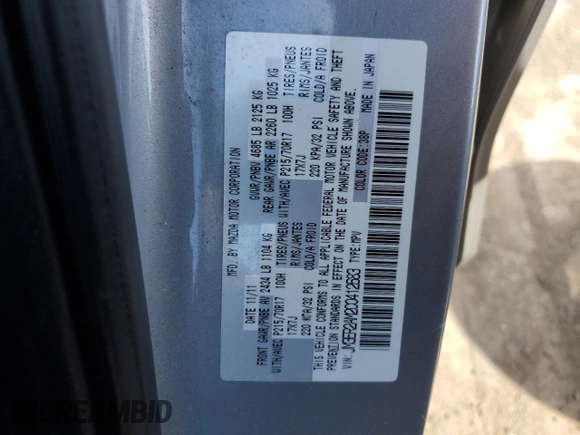 MFD. BY MAZDA MOTOR CORPORATION
DATE 11/11 GVWR/PNBV 4685 LB 2125 KG
FRONT GAWR/PNBE AV 2434 LB 1104 KG REAR GAWR/PNBE AR 2260 LB 1025 KG
WITH/AVEC P215/70R17 100H TIRES/PNEUS WITH/AVEC P215/70R17 100H TIRES/PNEUS
17X7J RIMS/JANTES 17X7J RIMS/JANTES
220 KPA/32 PSI COLD/A FROID 220 KPA/32 PSI COLD/A FROID
THIS VEHICLE CONFORMS TO ALL APPLICABLE FEDERAL MOTOR VEHICLE SAFETY AND THEFT
PREVENTION STANDARDS IN EFFECT ON THE DATE OF MANUFACTURE SHOWN ABOVE.
VIN: JM3ER2AM2C0412683 TYPE:MPV COLOR CODE:38P MADE IN JAPAN
DREAMBID